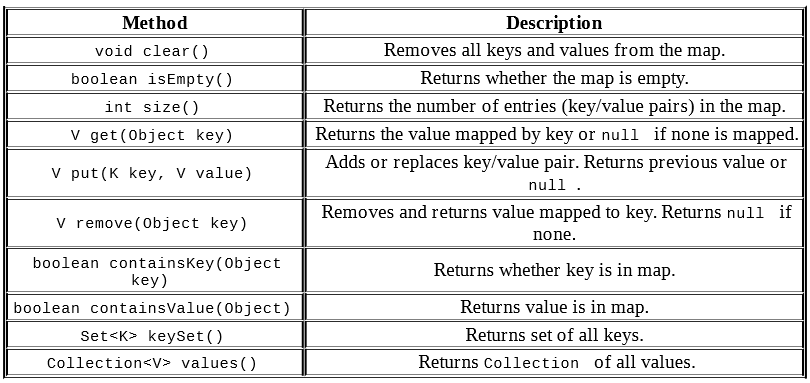 Method Description
void clear() Removes all keys and values from the map.
boolean isEmpty() Returns whether the map is empty.
int size() Returns the number of entries (key/value pairs) in the map.
V get(Object key) Returns the value mapped by key or null if none is mapped.
V put(K key, V value) Adds or replaces key/value pair. Returns previous value or
null .
V remove(Object key) Removes and returns value mapped to key. Returns null if
none.
boolean containsKey(Object
key) Returns whether key is in map.
boolean containsValue(Object) Returns value is in map.
Set<K> keySet() Returns set of all keys.
Collection<V> values() Returns Collection of all values.